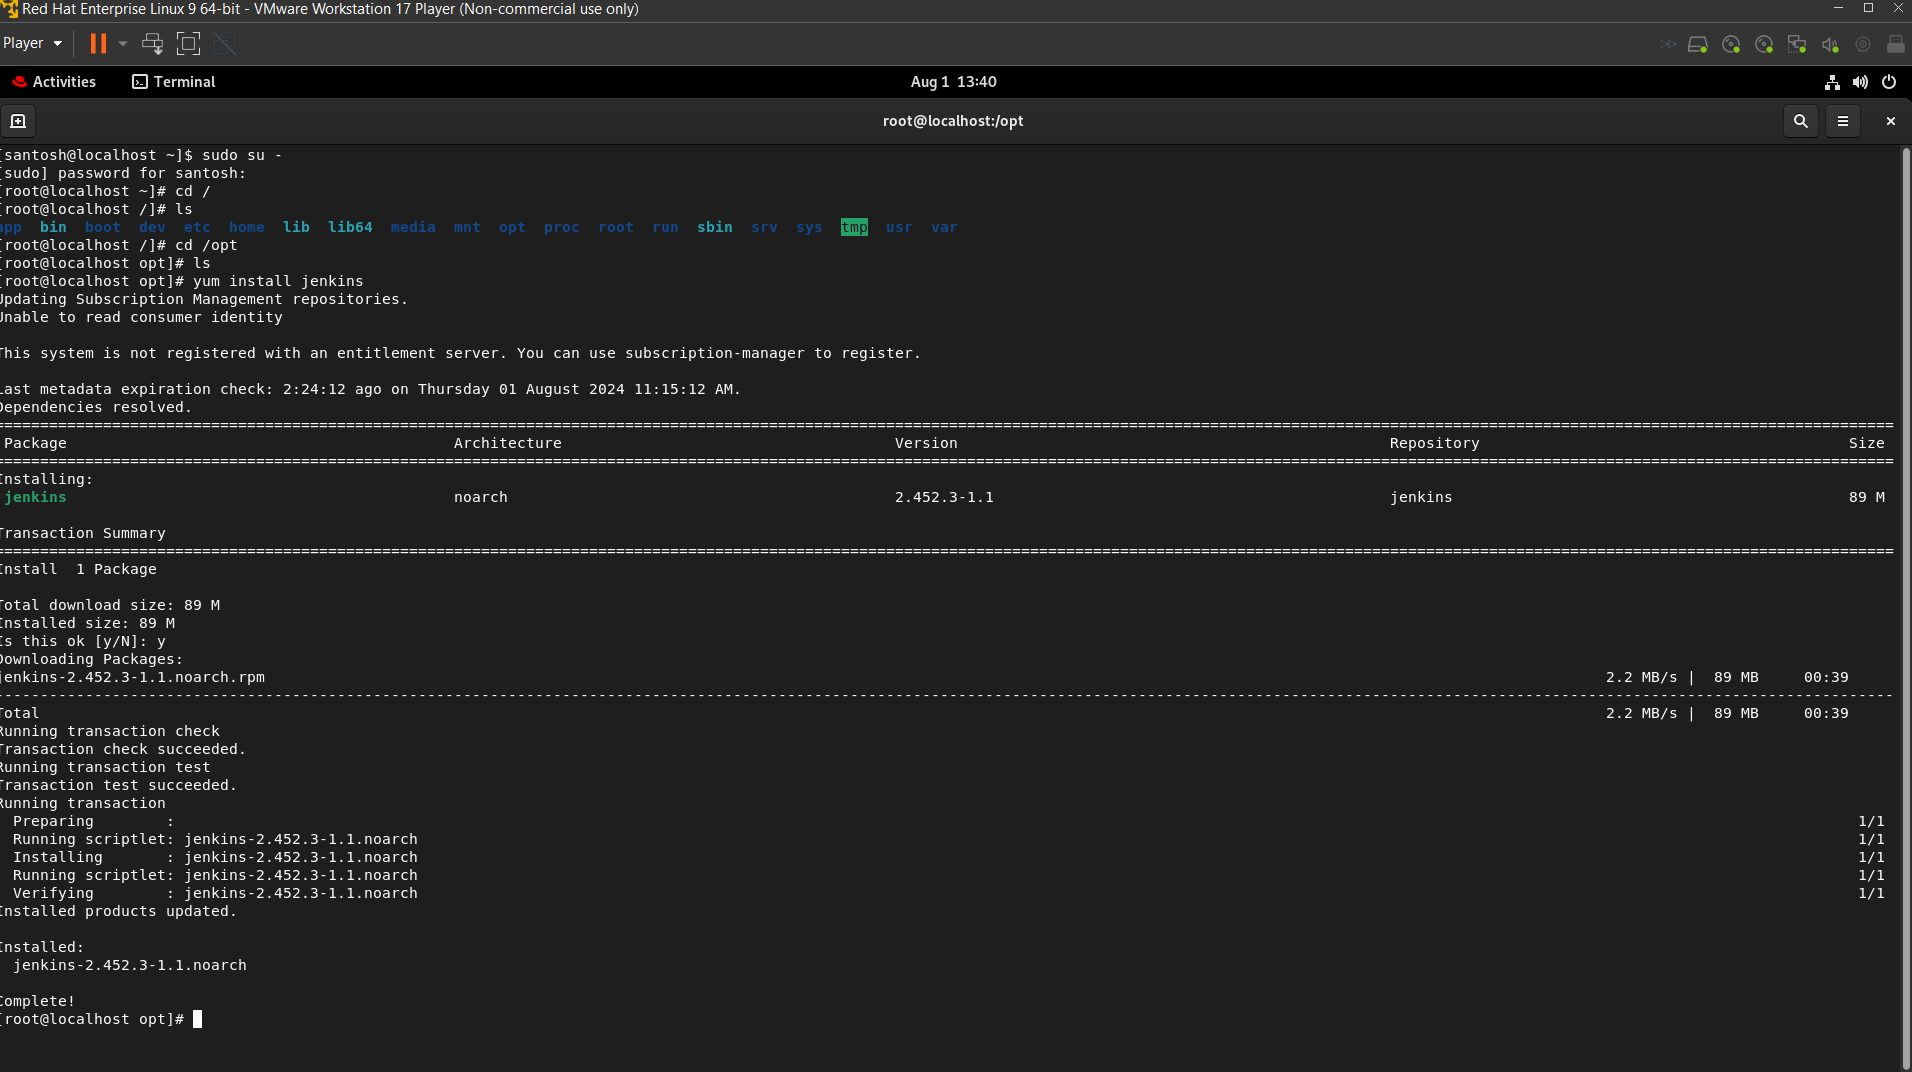 Red Hat Enterprise Linux 9 64-bit - VMware Workstation 17 Player (Non-commercial use only)
Player
Activities Terminal Aug 1 13:40
root@localhost:/opt
[santosh@localhost ~]$ sudo su -
[sudo] password for santosh:
[root@localhost ~]# cd /
[root@localhost /]# ls
app bin boot dev etc home lib lib64 media mnt opt proc root run sbin srv sys tmp usr var
[root@localhost /]# cd /opt
[root@localhost opt]# ls
[root@localhost opt]# yum install jenkins
Updating Subscription Management repositories.
Unable to read consumer identity
This system is not registered with an entitlement server. You can use subscription-manager to register.
Last metadata expiration check: 2:24:12 ago on Thursday 01 August 2024 11:15:12 AM.
Dependencies resolved.
Package Architecture Version Repository Size
Installing:
jenkins noarch 2.452.3-1.1 jenkins 89 M
Transaction Summary
Install 1 Package
Total download size: 89 M
Installed size: 89 M
Is this ok [y/N]: y
Downloading Packages:
jenkins-2.452.3-1.1.noarch.rpm 2.2 MB/s | 89 MB 00:39
Total 2.2 MB/s | 89 MB 00:39
Running transaction check
Transaction check succeeded.
Running transaction test
Transaction test succeeded.
Running transaction
Preparing : 1/1
Running scriptlet: jenkins-2.452.3-1.1.noarch 1/1
Installing : jenkins-2.452.3-1.1.noarch 1/1
Running scriptlet: jenkins-2.452.3-1.1.noarch 1/1
Verifying : jenkins-2.452.3-1.1.noarch 1/1
Installed products updated.
Installed:
jenkins-2.452.3-1.1.noarch
Complete!
[root@localhost opt]#